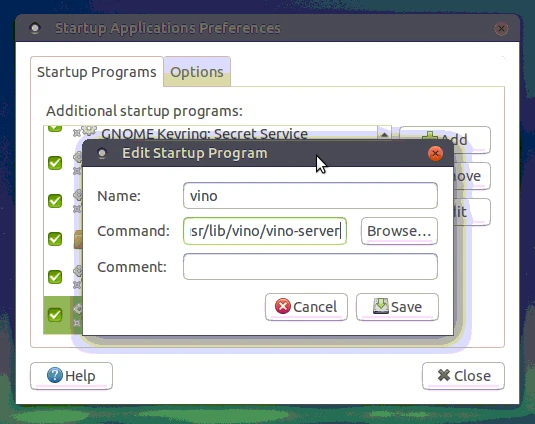 Startup Applications Preferences
Startup Programs
Options
Additional startup programs:
GNOME Keyring: Secret Service
Add
Edit Startup Program
Name:
vino
Command:
sr/lib/vino/vino-server
Browse...
Comment:
Cancel
Save
Help
Close